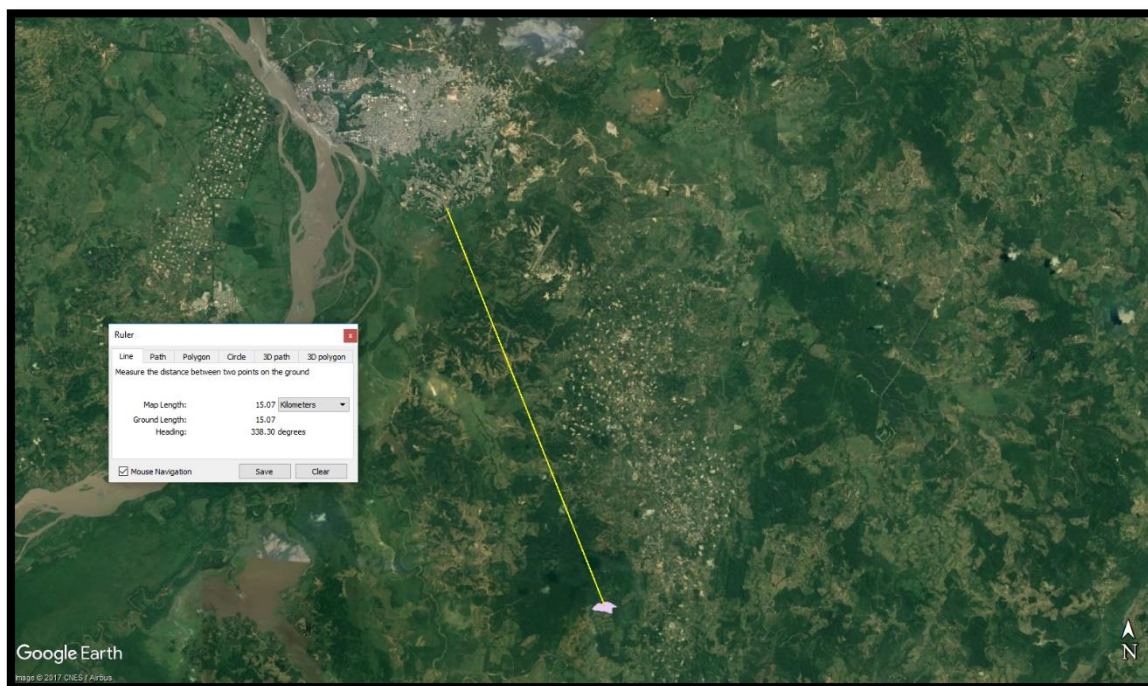 Ruler
Line Path Polygon Circle 3D path 3D polygon
Measure the distance between two points on the ground
Map Length: 15.07 Kilometers
Ground Length: 15.07
Heading: 338.30 degrees
Mouse Navigation Save Clear
N
Google Earth
Image © 2017 CNES / Airbus